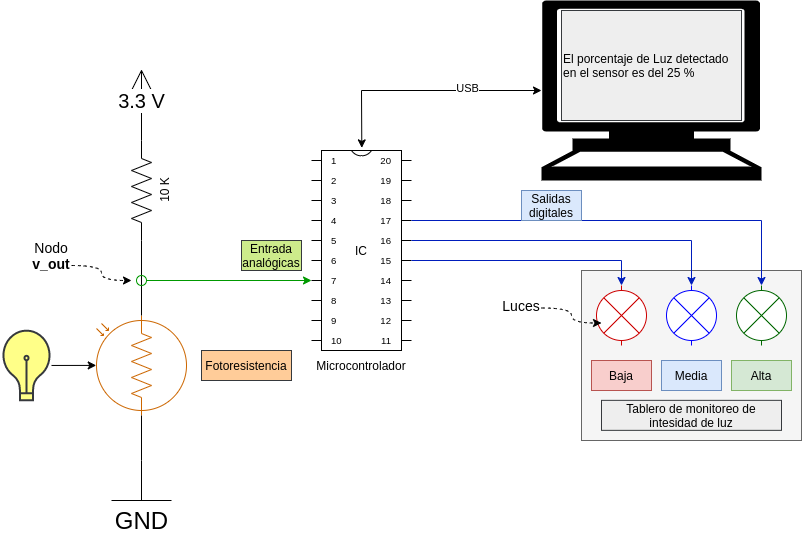 El porcentaje de Luz detectado
en el sensor es del 25 %
USB
3.3 V
10 K
Nodo
v_out
Entrada
analógicas
1
2
3
4
5
6
7
8
9
10
IC
20
19
18
17
16
15
14
13
12
11
Microcontrolador
Salidas
digitales
Luces
Baja
Media
Alta
Tablero de monitoreo de
intesidad de luz
Fotoresistencia
GND